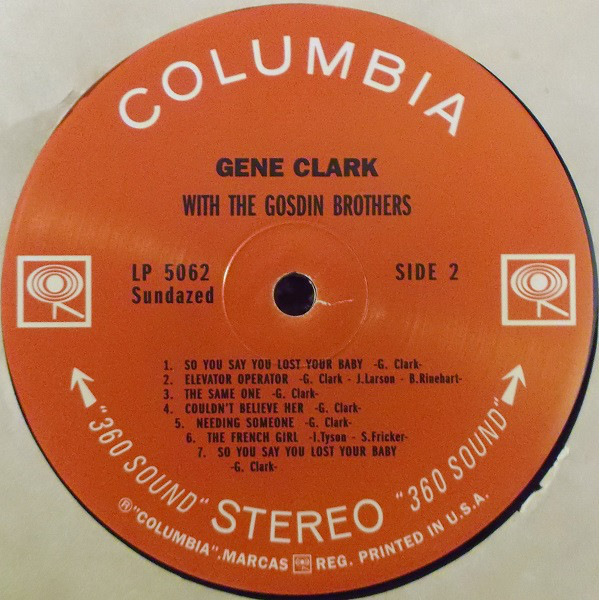 COLUMBIA
GENE CLARK
WITH THE GOSDIN BROTHERS
LP 5062 SIDE 2
Sundazed
1. SO YOU SAY YOU LOST YOUR BABY -G. Clark-
2. ELEVATOR OPERATOR -G. Clark - J.Larson - B.Rinehart-
3. THE SAME ONE -G. Clark-
4. COULDN'T BELIEVE HER -G. Clark-
5. NEEDING SOMEONE -G. Clark-
6. THE FRENCH GIRL -I.Tyson - S.Fricker-
7. SO YOU SAY YOU LOST YOUR BABY
-G. Clark-
"360 SOUND" STEREO "360 SOUND"
®"COLUMBIA".MARCAS REG. PRINTED IN U.S.A.